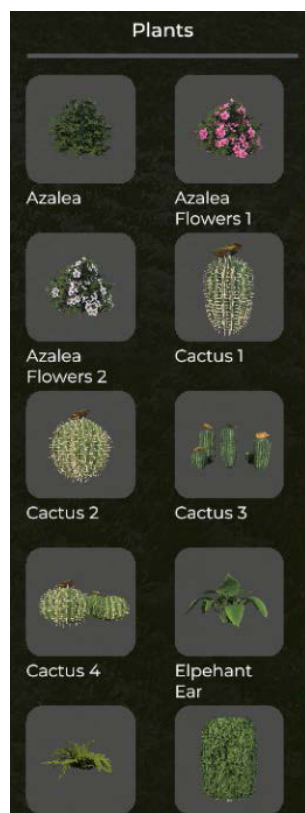 Plants
Azalea
Azalea
Flowers 1
Azalea
Flowers 2
Cactus 1
Cactus 2
Cactus 3
Cactus 4
Elpehant
Ear